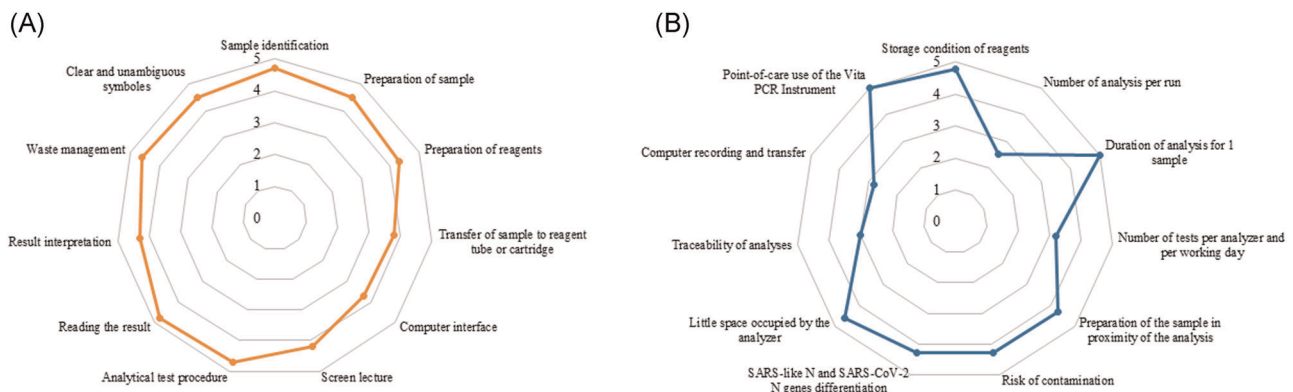 (A)
Sample identification
Preparation of sample
Preparation of reagents
Transfer of sample to reagent
tube or cartridge
Computer interface
Screen lecture
Analytical test procedure
Reading the result
Result interpretation
Waste management
Clear and unambiguous
symboles
5
4
3
2
1
0
(B)
Storage condition of reagents
Number of analysis per run
Duration of analysis for 1
sample
Number of tests per analyzer and
per working day
Preparation of the sample in
proximity of the analysis
Risk of contamination
SARS-like N and SARS-CoV-2
N genes differentiation
Little space occupied by the
analyzer
Traceability of analyses
Computer recording and transfer
Point-of-care use of the Vita
PCR Instrument
5
4
3
2
1
0